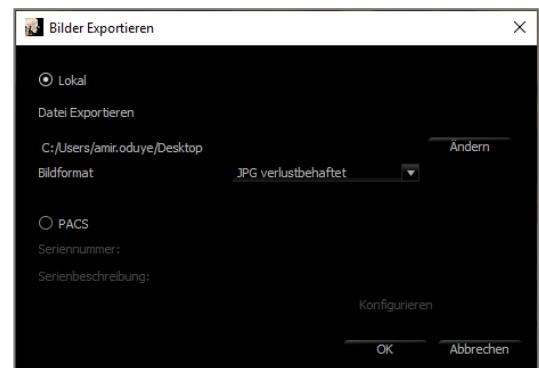 Bilder Exportieren
Lokal
Datei Exportieren
C:/Users/amir.oduye/Desktop Ändern
Bildformat JPG verlustbehaftet
PACS
Seriennummer:
Serienbeschreibung:
Konfigurieren
OK Abbrechen